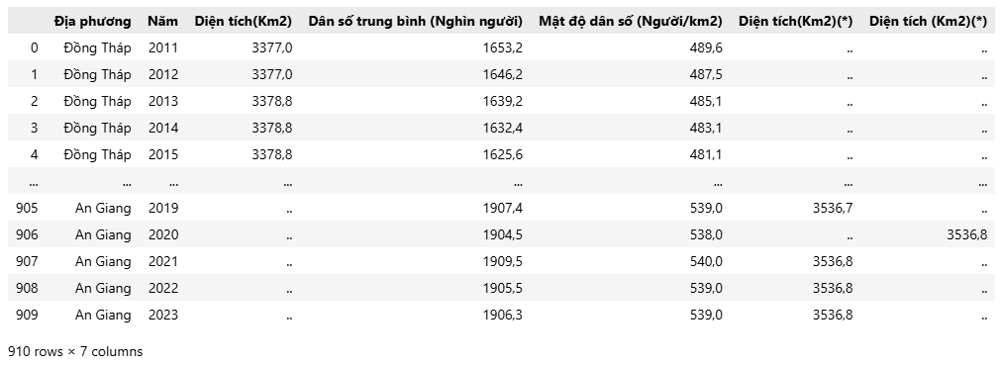 Địa phương Năm Diện tích(Km2) Dân số trung bình (Nghìn người) Mật độ dân số (Người/km2) Diện tích(Km2)(*) Diện tích (Km2)(*)
0 Đồng Tháp 2011 3377,0 1653,2 489,6 .. ..
1 Đồng Tháp 2012 3377,0 1646,2 487,5 .. ..
2 Đồng Tháp 2013 3378,8 1639,2 485,1 .. ..
3 Đồng Tháp 2014 3378,8 1632,4 483,1 .. ..
4 Đồng Tháp 2015 3378,8 1625,6 481,1 .. ..
... ... ... ... ... ... ... ...
905 An Giang 2019 .. 1907,4 539,0 3536,7 ..
906 An Giang 2020 .. 1904,5 538,0 .. 3536,8
907 An Giang 2021 .. 1909,5 540,0 3536,8 ..
908 An Giang 2022 .. 1905,5 539,0 3536,8 ..
909 An Giang 2023 .. 1906,3 539,0 3536,8 ..
910 rows × 7 columns